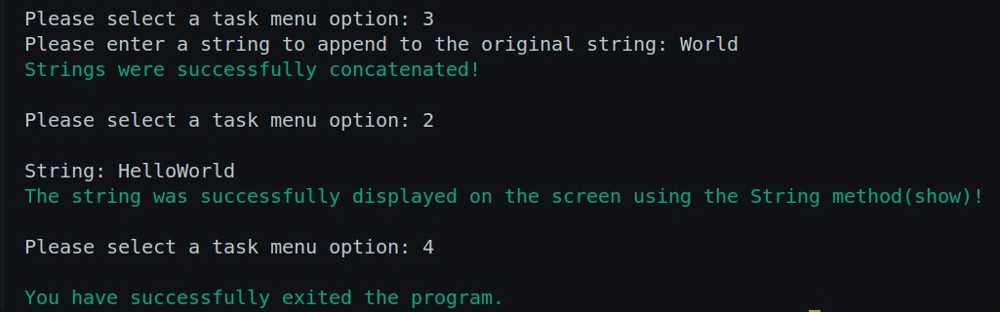 Please select a task menu option: 3
Please enter a string to append to the original string: World
Strings were successfully concatenated!
Please select a task menu option: 2
String: HelloWorld
The string was successfully displayed on the screen using the String method(show)!
Please select a task menu option: 4
You have successfully exited the program.